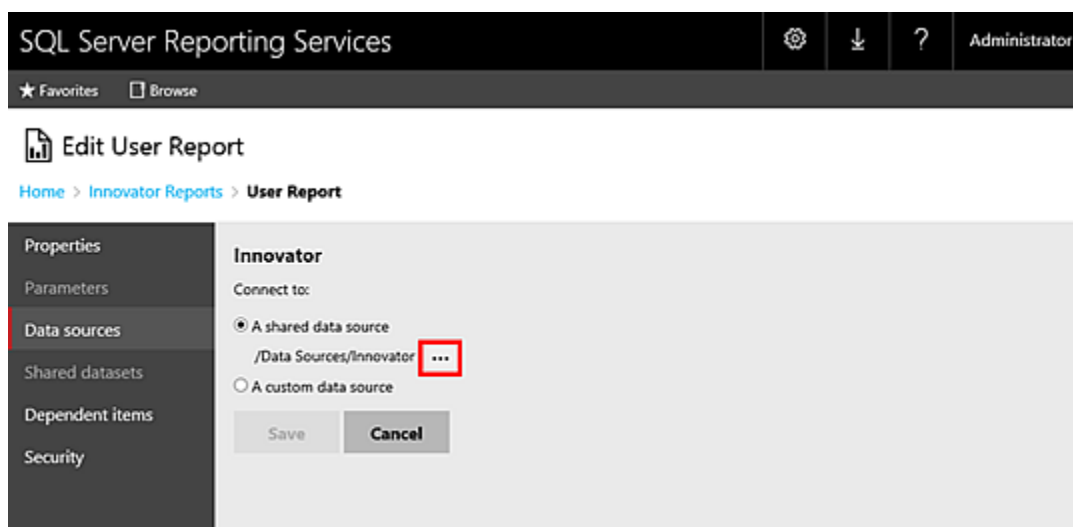 SQL Server Reporting Services
? Administrator
Favorites Browse
Edit User Report
Home > Innovator Reports > User Report
Properties
Parameters
Data sources
Shared datasets
Dependent items
Security
Innovator
Connect to:
A shared data source
/Data Sources/Innovator ...
A custom data source
Save Cancel